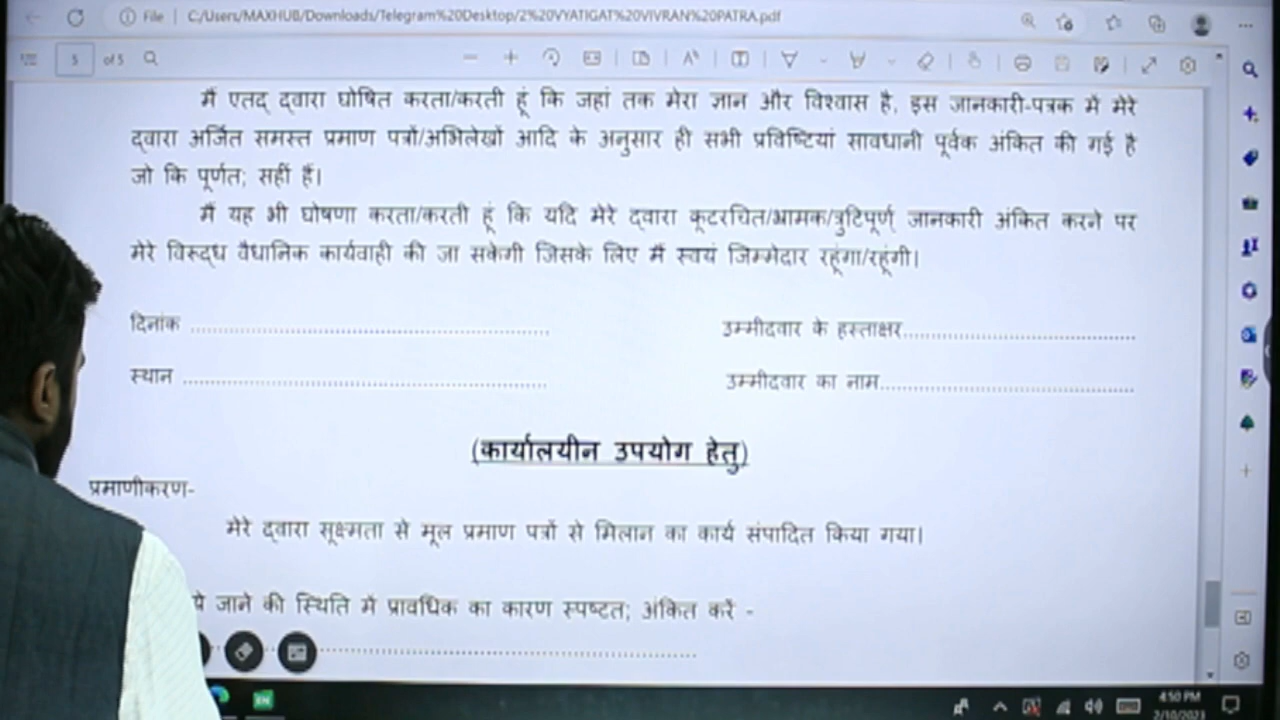 File | C:/Users/MAXHUB/Downloads/Telegram%20Desktop/2%20VYATIGAT%20VIVRAN%20PATRA.pdf
5 of 5
मैं एतद् द्वारा घोषित करता/करती हूं कि जहां तक मेरा ज्ञान और विश्वास है, इस जानकारी-पत्रक में मेरे
द्वारा अर्जित समस्त प्रमाण पत्रों/अभिलेखों आदि के अनुसार ही सभी प्रविष्टियां सावधानी पूर्वक अंकित की गई है
जो कि पूर्णत; सहीं हैं।
मैं यह भी घोषणा करता/करती हूं कि यदि मेरे द्वारा कूटरचित/भ्रामक/त्रुटिपूर्ण जानकारी अंकित करने पर
मेरे विरूद्ध वैधानिक कार्यवाही की जा सकेगी जिसके लिए मैं स्वयं जिम्मेदार रहूंगा/रहूंगी।
दिनांक ........................................................ उम्मीदवार के हस्ताक्षर........................................
स्थान ......................................................... उम्मीदवार का नाम............................................
(कार्यालयीन उपयोग हेतु)
प्रमाणीकरण-
मेरे द्वारा सूक्ष्मता से मूल प्रमाण पत्रों से मिलान का कार्य संपादित किया गया।
जाने की स्थिति में प्रावधिक का कारण स्पष्टत; अंकित करें -
............................................................
4:50 PM
2/10/2023